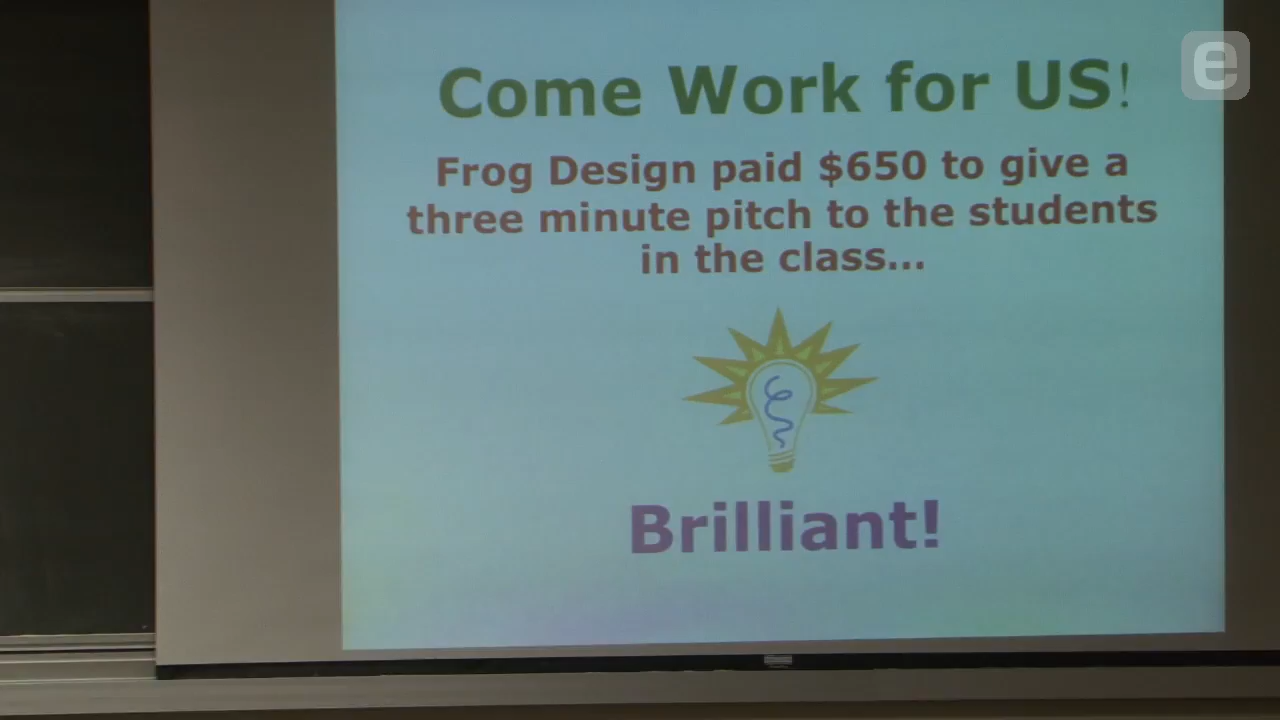 e
Come Work for US!
Frog Design paid $650 to give a
three minute pitch to the students
in the class...
Brilliant!